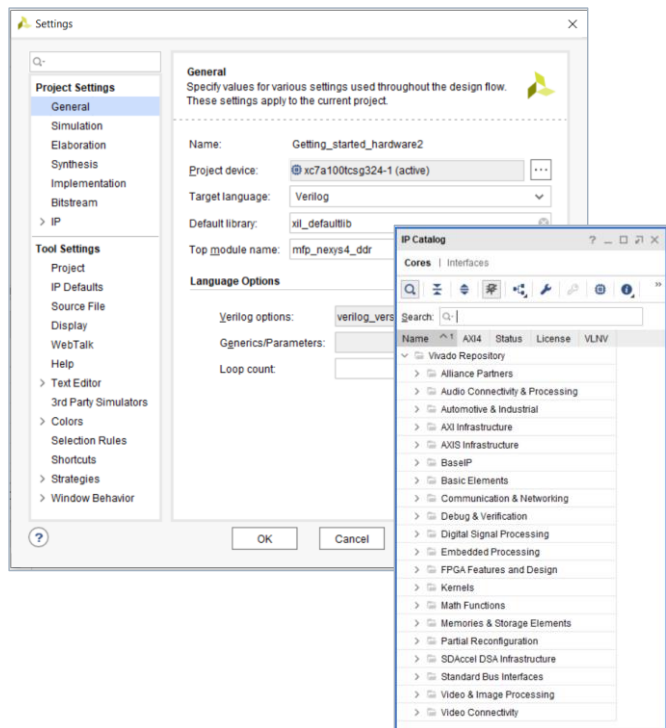 Settings
Q-
Project Settings
General
Simulation
Elaboration
Synthesis
Implementation
Bitstream
> IP
Tool Settings
Project
IP Defaults
Source File
Display
WebTalk
Help
> Text Editor
3rd Party Simulators
> Colors
Selection Rules
Shortcuts
> Strategies
> Window Behavior
General
Specify values for various settings used throughout the design flow.
These settings apply to the current project.
Name: Getting_started_hardware2
Project device: xc7a100tcsg324-1 (active) ...
Target language: Verilog
Default library: xil_defaultlib
Top module name: mfp_nexys4_ddr
Language Options
Verilog options: verilog_vers
Generics/Parameters:
Loop count:
? OK Cancel
IP Catalog ?
Cores | Interfaces
Search: Q-
Name ^1 AXI4 Status License VLNV
Vivado Repository
> Alliance Partners
> Audio Connectivity & Processing
> Automotive & Industrial
> AXI Infrastructure
> AXIS Infrastructure
> BaseIP
> Basic Elements
> Communication & Networking
> Debug & Verification
> Digital Signal Processing
> Embedded Processing
> FPGA Features and Design
> Kernels
> Math Functions
> Memories & Storage Elements
> Partial Reconfiguration
> SDAccel DSA Infrastructure
> Standard Bus Interfaces
> Video & Image Processing
> Video Connectivity